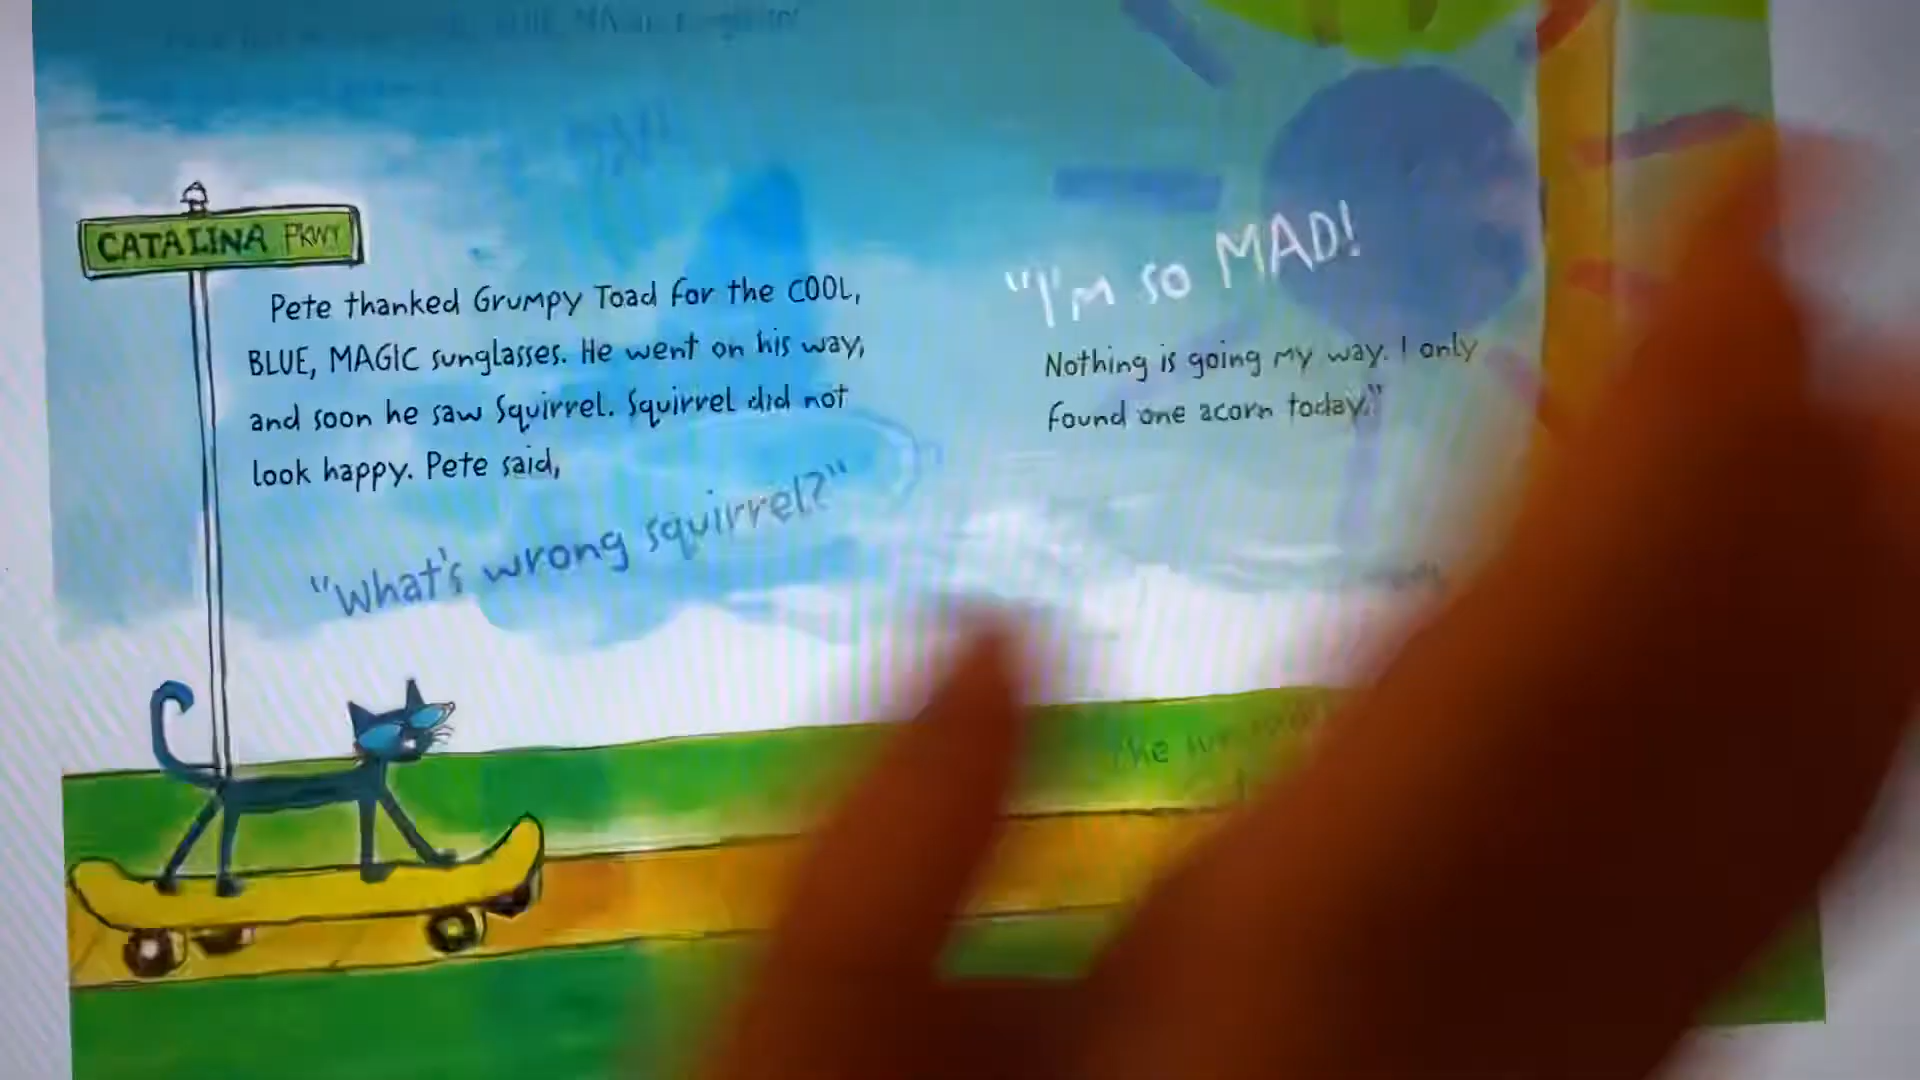 CATALINA PKWY
Pete thanked Grumpy Toad for the COOL,
BLUE, MAGIC sunglasses. He went on his way,
and soon he saw Squirrel. Squirrel did not
look happy. Pete said,
"What's wrong squirrel?"
"I'm so MAD!
Nothing is going my way. I only
found one acorn today."
The